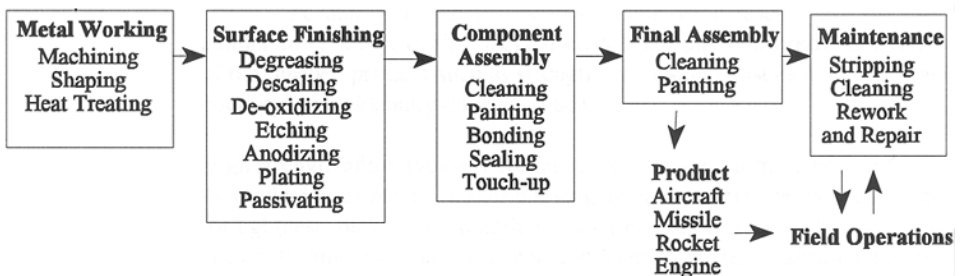 Metal Working
Machining
Shaping
Heat Treating
Surface Finishing
Degreasing
Descaling
De-oxidizing
Etching
Anodizing
Plating
Passivating
Component
Assembly
Cleaning
Painting
Bonding
Sealing
Touch-up
Final Assembly
Cleaning
Painting
Maintenance
Stripping
Cleaning
Rework
and Repair
Product
Aircraft
Missile
Rocket
Engine
Field Operations